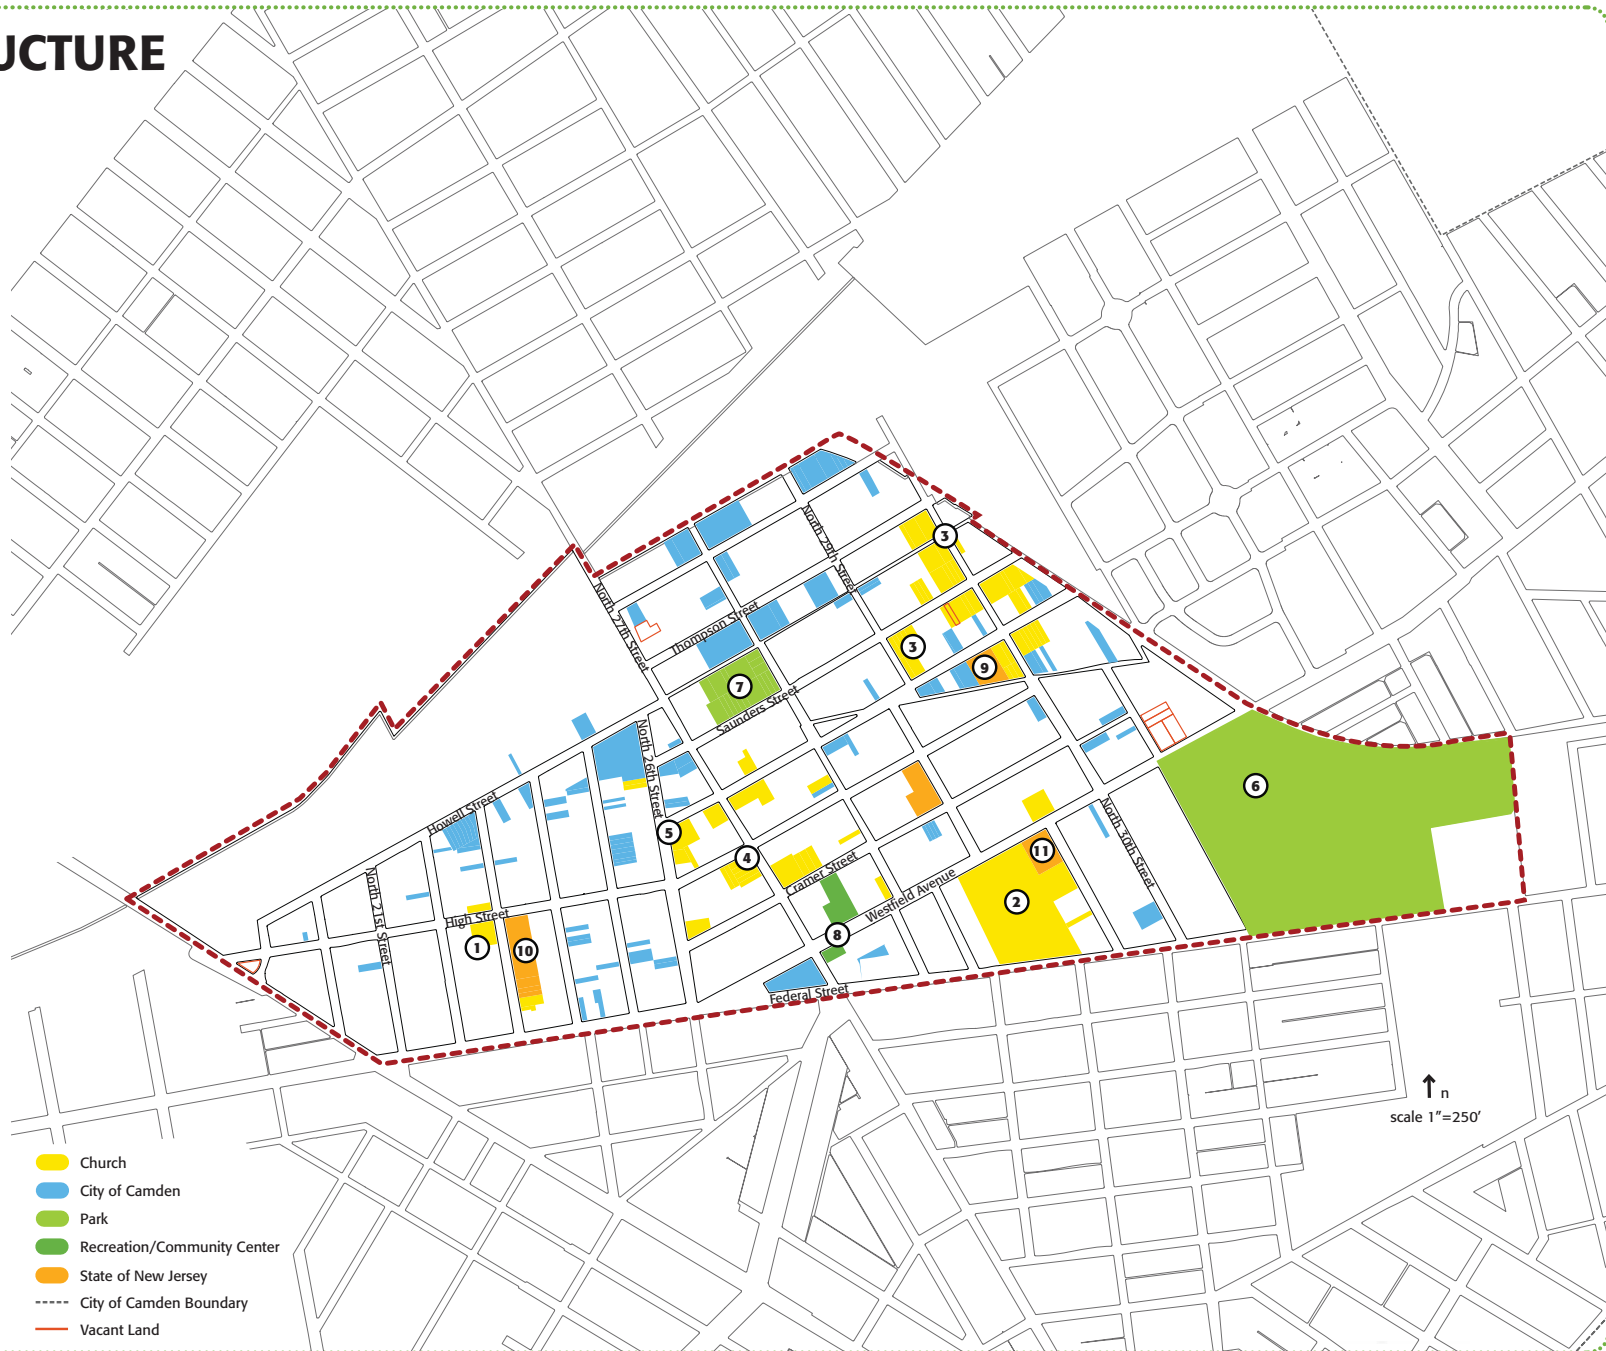 UCTURE
3
North 29th Street
North 27th Street
Thompson Street
3
9
7
Saunders Street
North 26th Street
6
Howell Street
5
4
11
North 30th Street
Cramer Street
Westfield Avenue
2
North 21st Street
High Street
1
10
8
Federal Street
n
scale 1"=250'
Church
City of Camden
Park
Recreation/Community Center
State of New Jersey
City of Camden Boundary
Vacant Land